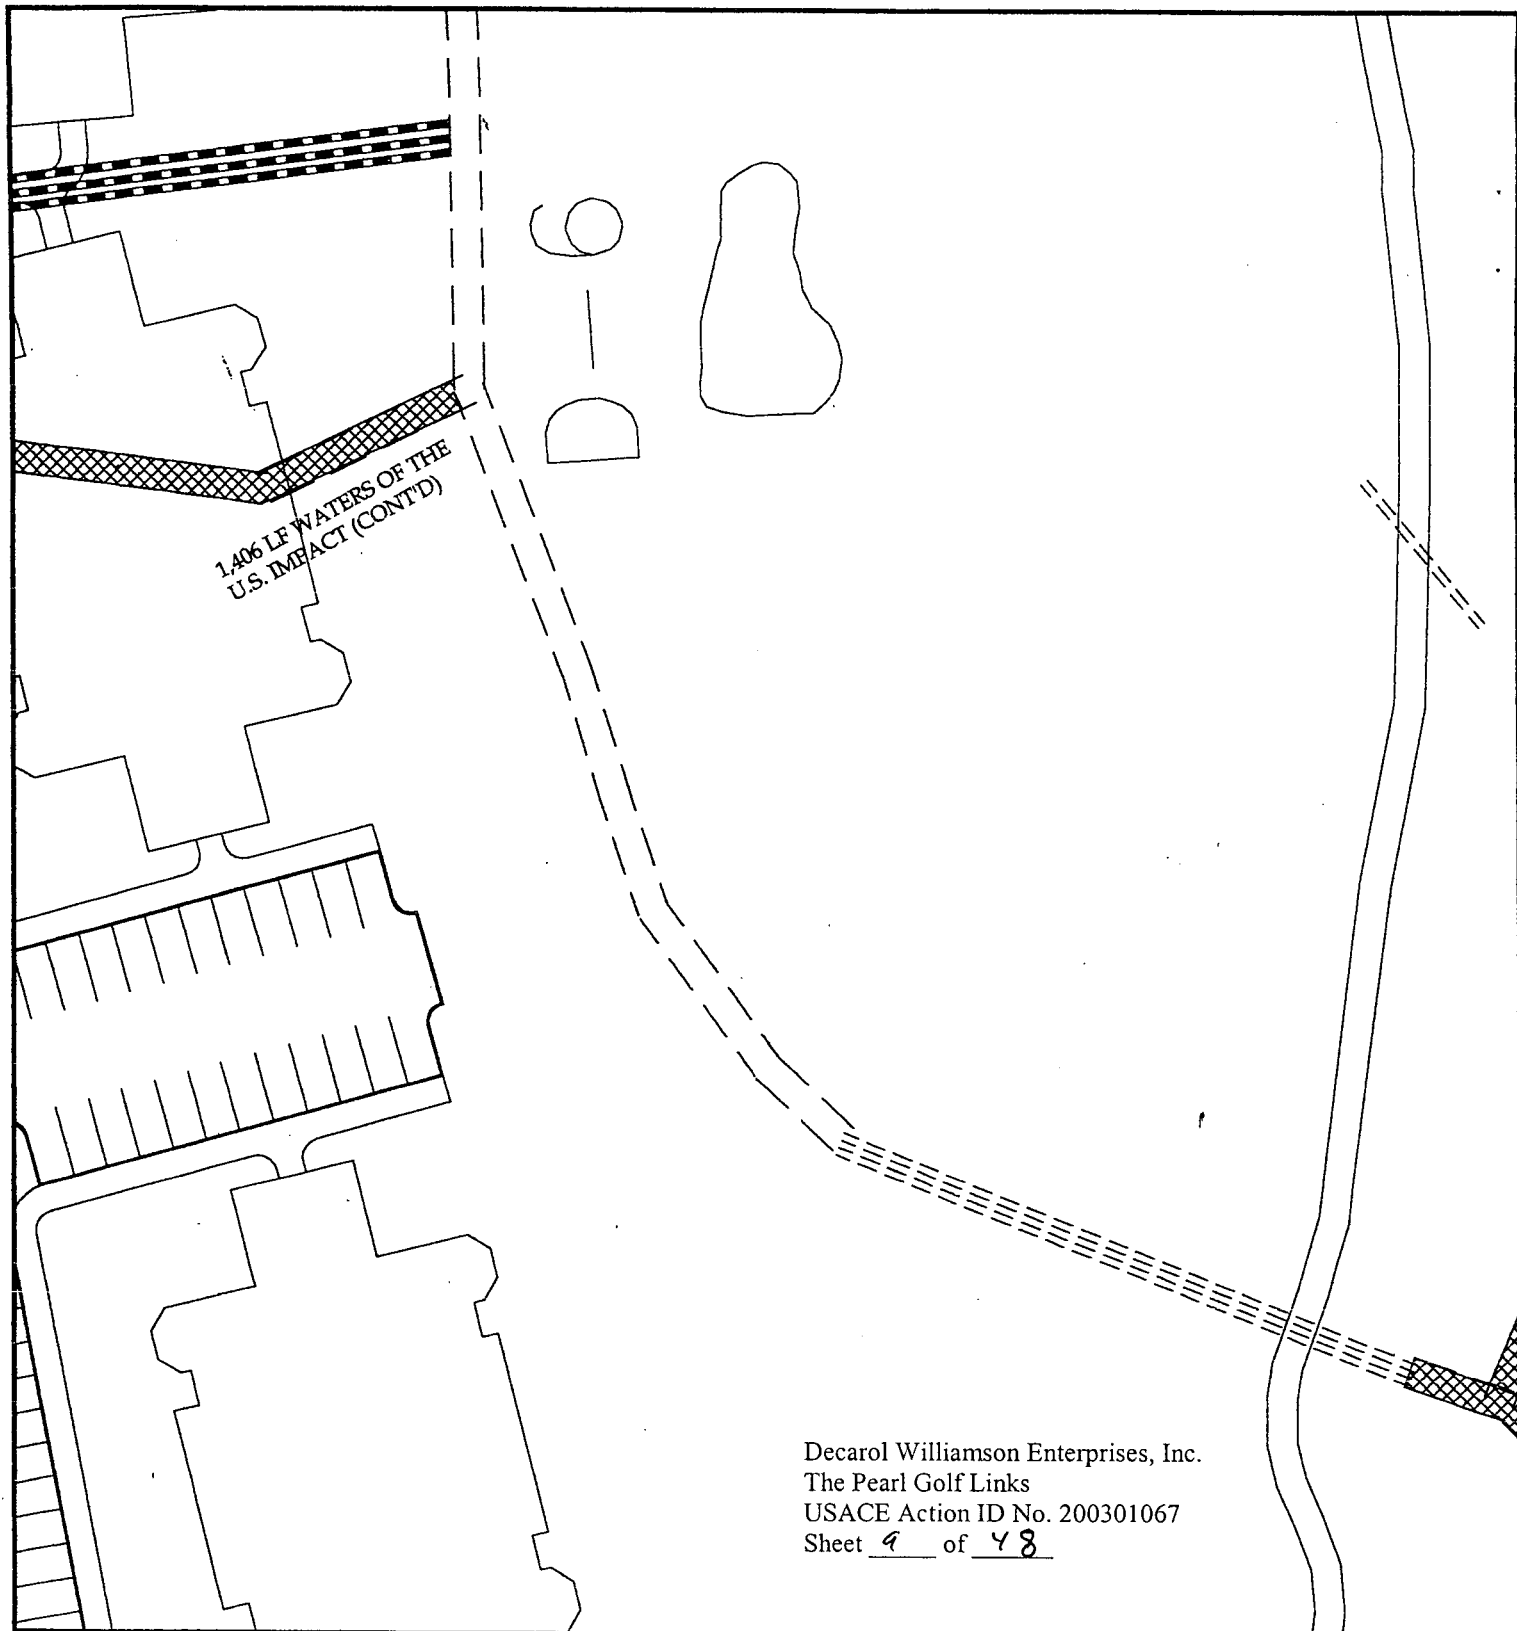 1,406 LF WATERS OF THE
U.S. IMPACT (CONT'D)
Decarol Williamson Enterprises, Inc.
The Pearl Golf Links
USACE Action ID No. 200301067
Sheet 9 of 48